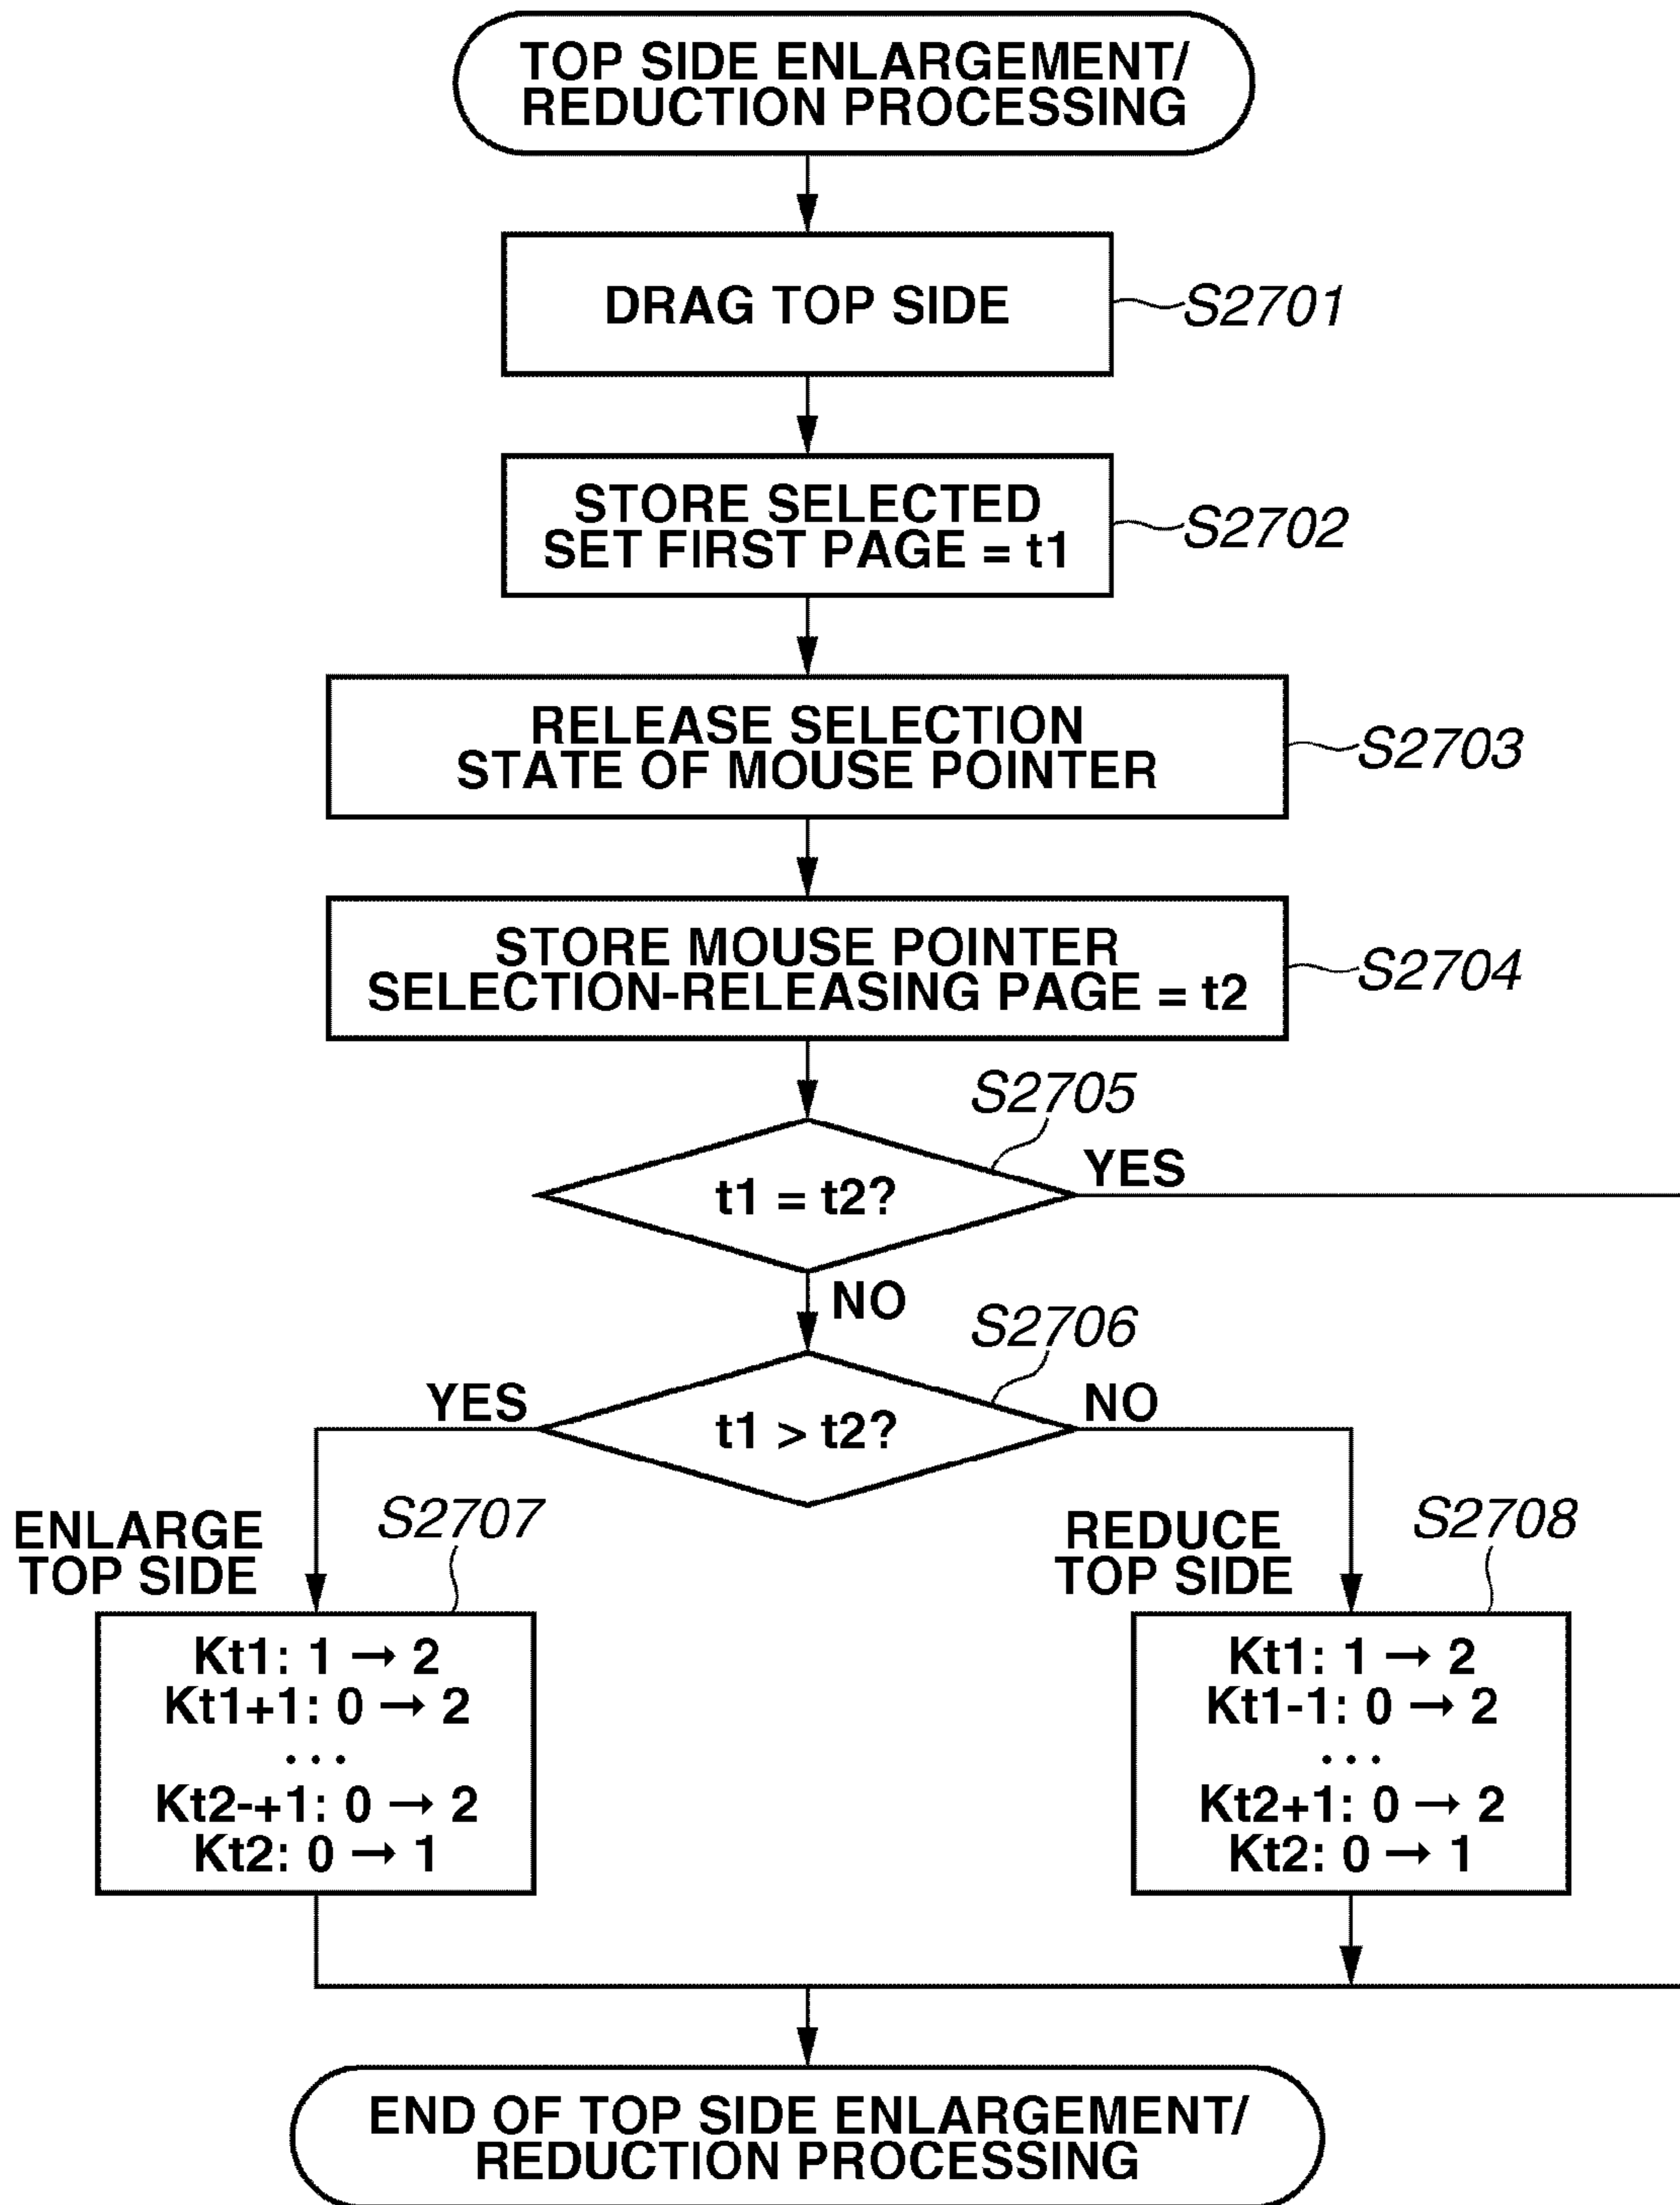 TOP SIDE ENLARGEMENT/
REDUCTION PROCESSING
DRAG TOP SIDE
S2701
STORE SELECTED
SET FIRST PAGE = t1
S2702
RELEASE SELECTION
STATE OF MOUSE POINTER
S2703
STORE MOUSE POINTER
SELECTION-RELEASING PAGE = t2
S2704
S2705
t1 = t2?
YES
NO
S2706
t1 > t2?
YES
NO
ENLARGE
TOP SIDE
S2707
Kt1: 1 → 2
Kt1+1: 0 → 2
...
Kt2-+1: 0 → 2
Kt2: 0 → 1
REDUCE
TOP SIDE
S2708
Kt1: 1 → 2
Kt1-1: 0 → 2
...
Kt2+1: 0 → 2
Kt2: 0 → 1
END OF TOP SIDE ENLARGEMENT/
REDUCTION PROCESSING